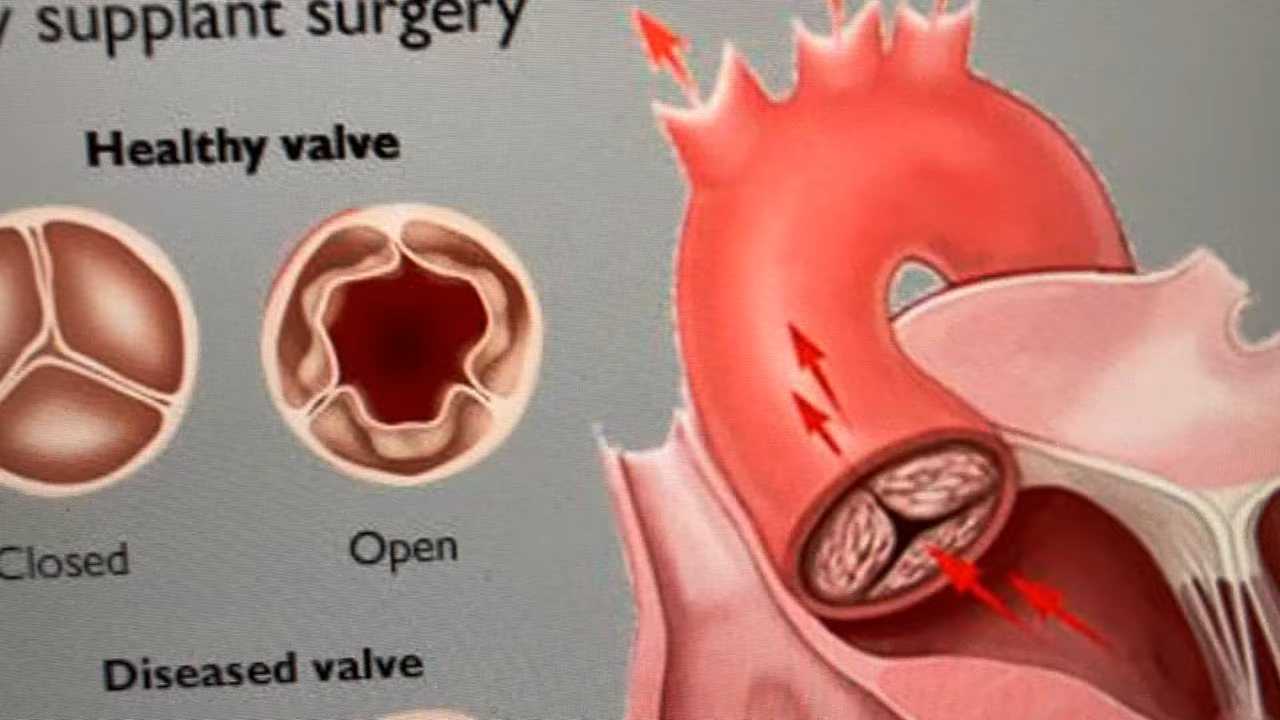 supplant surgery
Healthy valve
Closed
Open
Diseased valve